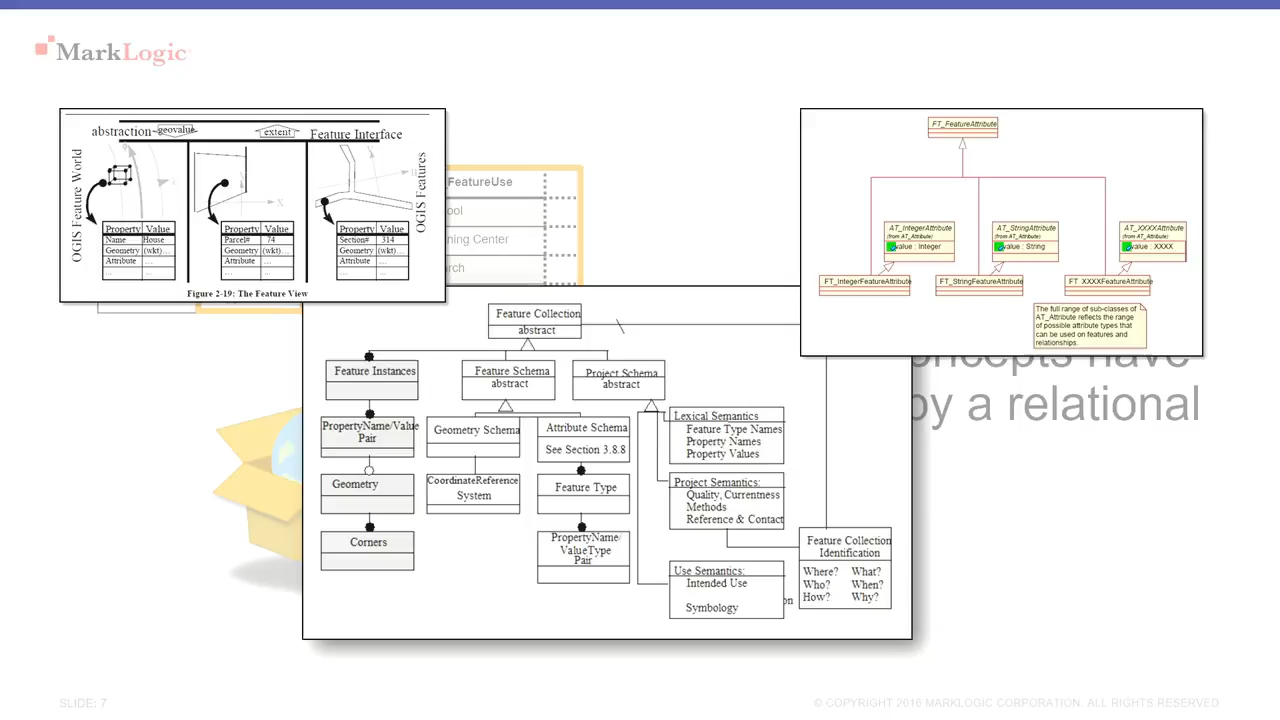 MarkLogic
abstraction
geovalue
extent
Feature Interface
OGIS Feature World
OGIS Features
Property Value
Name House
Geometry (wkt)...
Attribute ...
... ...
Property Value
Parcel# 74
Geometry (wkt)...
Attribute ...
... ...
Property Value
Section# 314
Geometry (wkt)...
Attribute ...
... ...
Figure 2-19: The Feature View
_FeatureUse
ool
ning Center
arch
FT_FeatureAttribute
AT_IntegerAttribute
(from AT_Attribute)
value : Integer
AT_StringAttribute
(from AT_Attribute)
value : String
AT_XXXXAttribute
(from AT_Attribute)
value : XXXX
FT_IntegerFeatureAttribute
FT_StringFeatureAttribute
FT_XXXXFeatureAttribute
The full range of sub-classes of
AT_Attribute reflects the range
of possible attribute types that
can be used on features and
relationships.
oncepts have
by a relational
Feature Collection
abstract
Feature Instances
Feature Schema
abstract
Project Schema
abstract
PropertyName/Value
Pair
Geometry Schema
Attribute Schema
See Section 3.8.8
Lexical Semantics
Feature Type Names
Property Names
Property Values
Geometry
CoordinateReference
System
Feature Type
Project Semantics:
Quality, Currentness
Methods
Reference & Contact
Corners
PropertyName/
ValueType
Pair
Feature Collection
Identification
Where? What?
Who? When?
How? Why?
Use Semantics:
Intended Use
Symbology
on
SLIDE: 7
© COPYRIGHT 2016 MARKLOGIC CORPORATION. ALL RIGHTS RESERVED